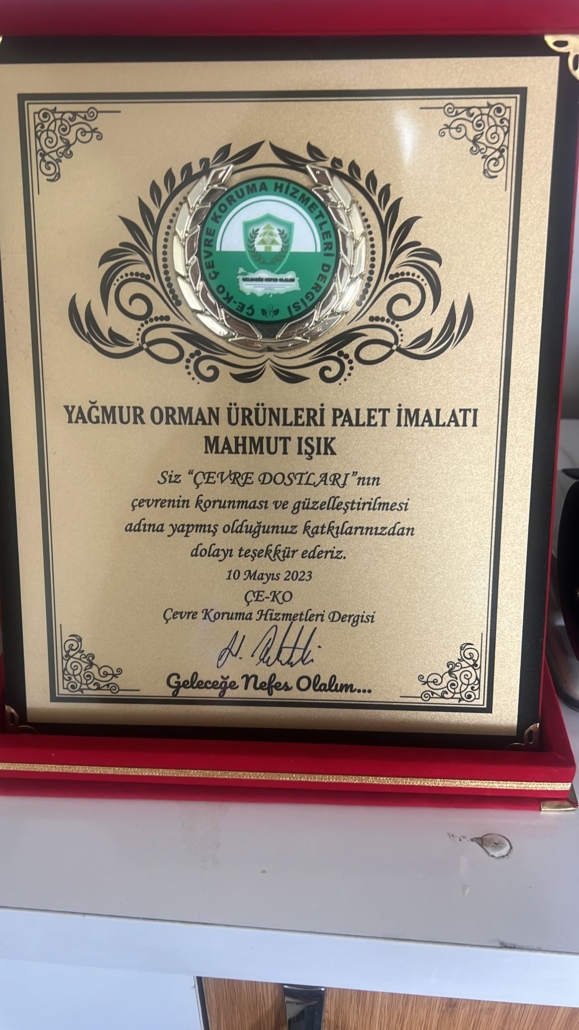 ÇE-KO ÇEVRE KORUMA HİZMETLERİ DERGİSİ
GELECEĞE NEFES OLALIM
YAĞMUR ORMAN ÜRÜNLERİ PALET İMALATI
MAHMUT IŞIK
Siz “ÇEVRE DOSTLARI”nın
çevrenin korunması ve güzelleştirilmesi
adına yapmış olduğunuz katkılarınızdan
dolayı teşekkür ederiz.
10 Mayıs 2023
ÇE-KO
Çevre Koruma Hizmetleri Dergisi
Geleceğe Nefes Olalım...